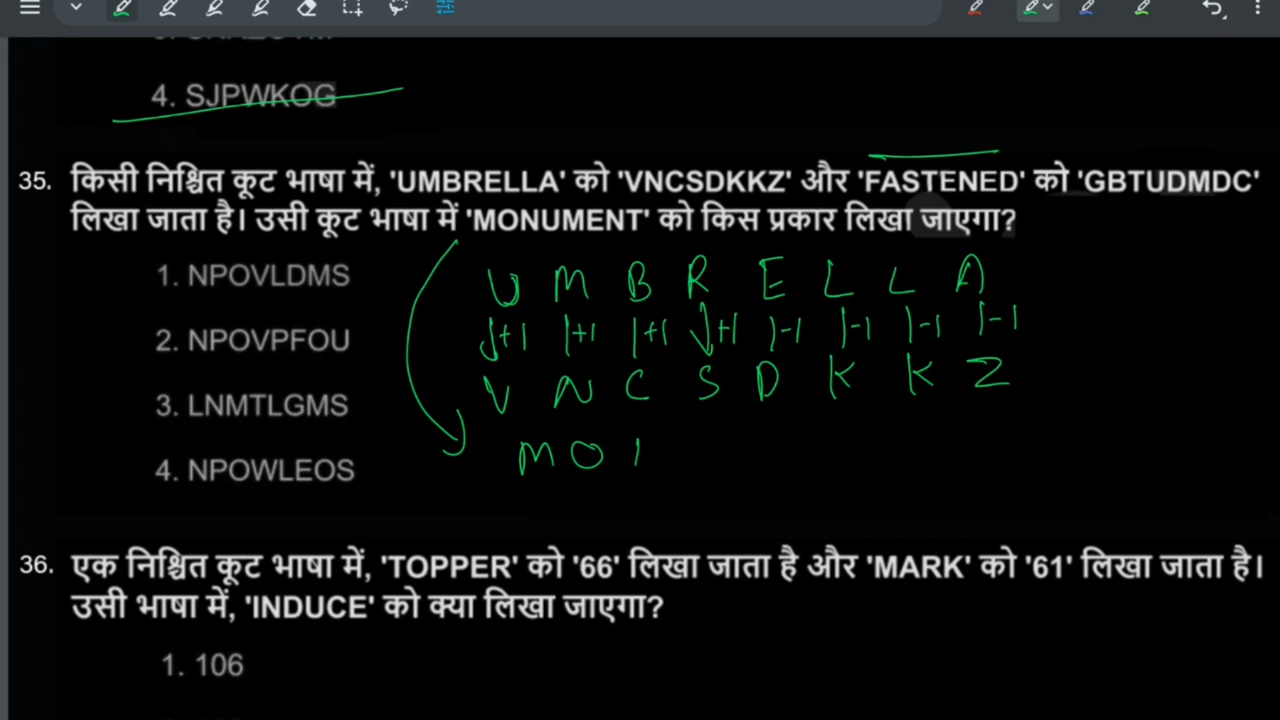 4. SJPWKOG
35. किसी निश्चित कूट भाषा में, 'UMBRELLA' को 'VNCSDKKZ' और 'FASTENED' को 'GBTUDMDC'
लिखा जाता है। उसी कूट भाषा में 'MONUMENT' को किस प्रकार लिखा जाएगा?
1. NPOVLDMS
2. NPOVPFOU
3. LNMTLGMS
4. NPOWLEOS
U M B R E L L A
+1 +1 +1 +1 -1 -1 -1 -1
V N C S D K K Z
M O
36. एक निश्चित कूट भाषा में, 'TOPPER' को '66' लिखा जाता है और 'MARK' को '61' लिखा जाता है।
उसी भाषा में, 'INDUCE' को क्या लिखा जाएगा?
1. 106